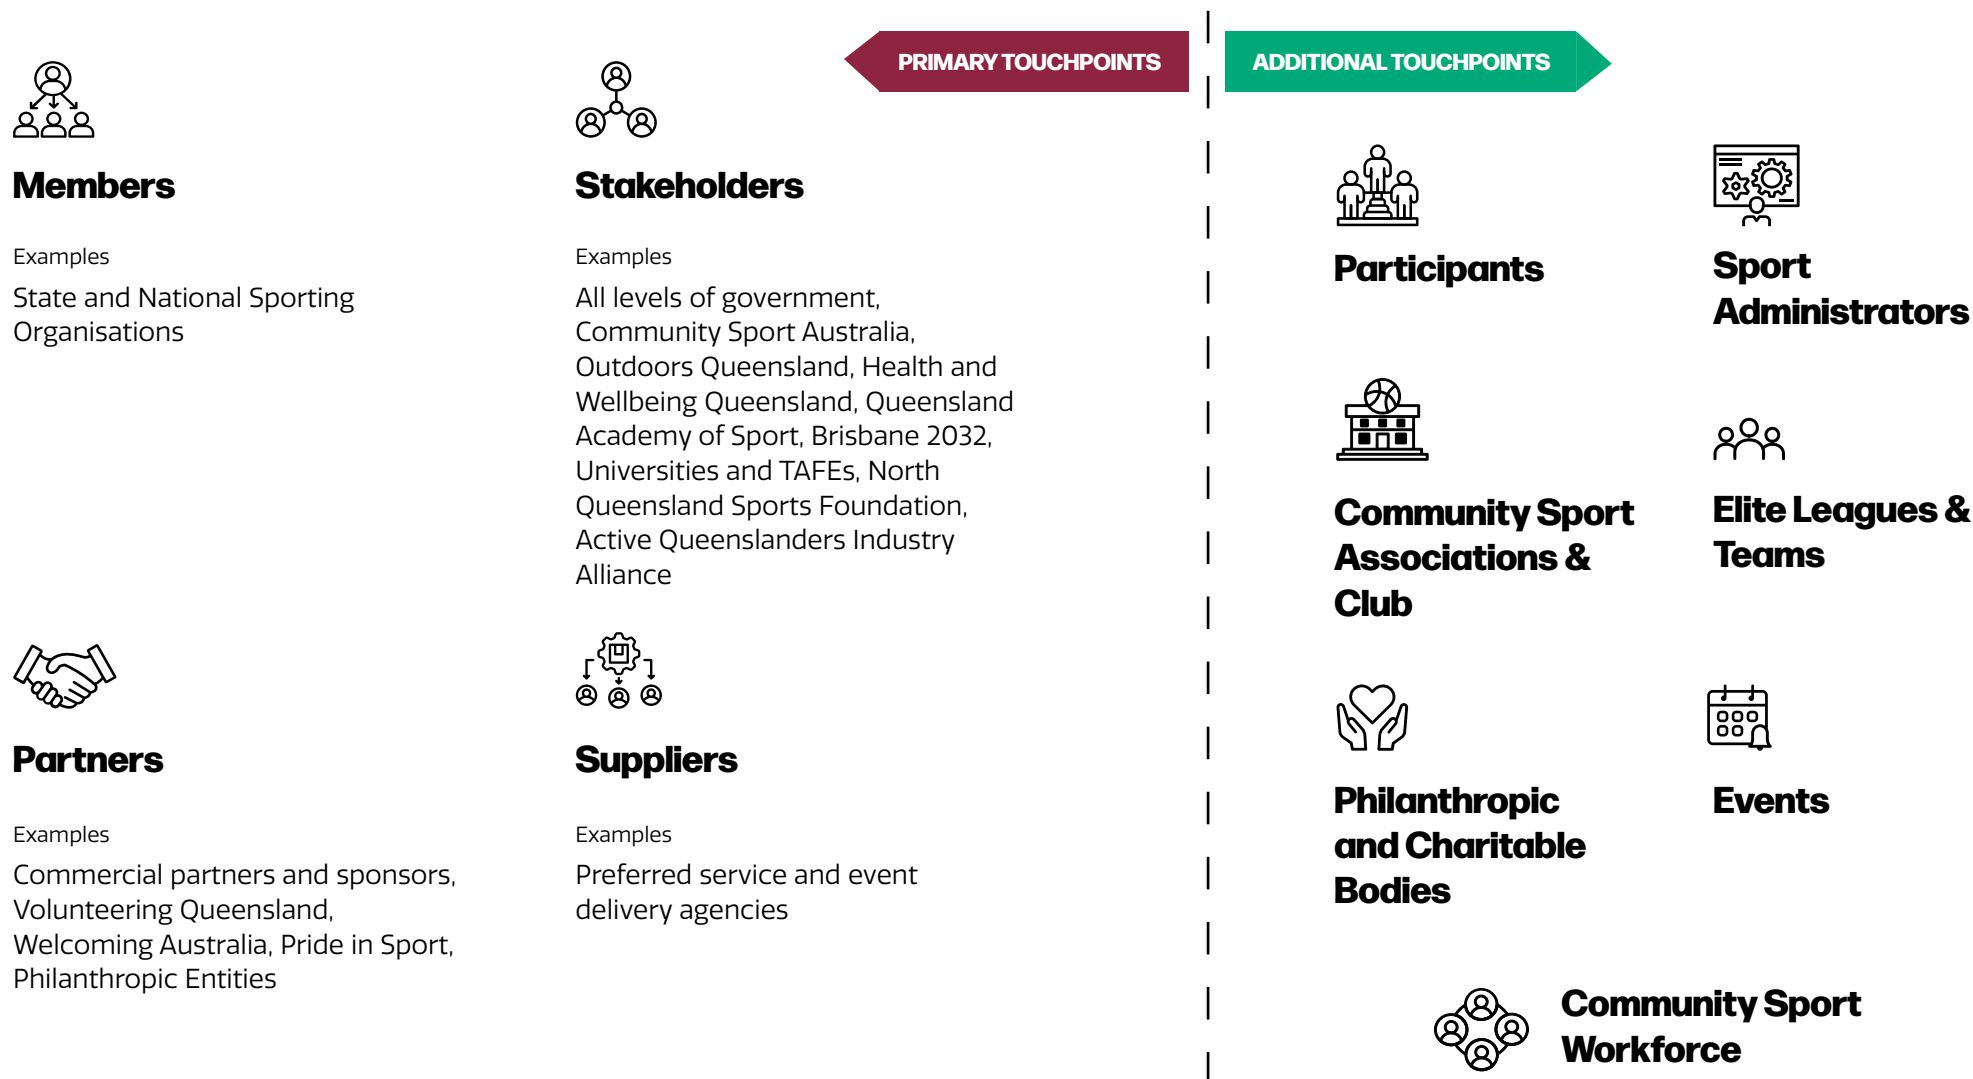 PRIMARY TOUCHPOINTS
Members
Examples
State and National Sporting
Organisations
Stakeholders
Examples
All levels of government,
Community Sport Australia,
Outdoors Queensland, Health and
Wellbeing Queensland, Queensland
Academy of Sport, Brisbane 2032,
Universities and TAFEs, North
Queensland Sports Foundation,
Active Queenslanders Industry
Alliance
Partners
Examples
Commercial partners and sponsors,
Volunteering Queensland,
Welcoming Australia, Pride in Sport,
Philanthropic Entities
Suppliers
Examples
Preferred service and event
delivery agencies
ADDITIONAL TOUCHPOINTS
Participants
Sport
Administrators
Community Sport
Associations &
Club
Elite Leagues &
Teams
Philanthropic
and Charitable
Bodies
Events
Community Sport
Workforce